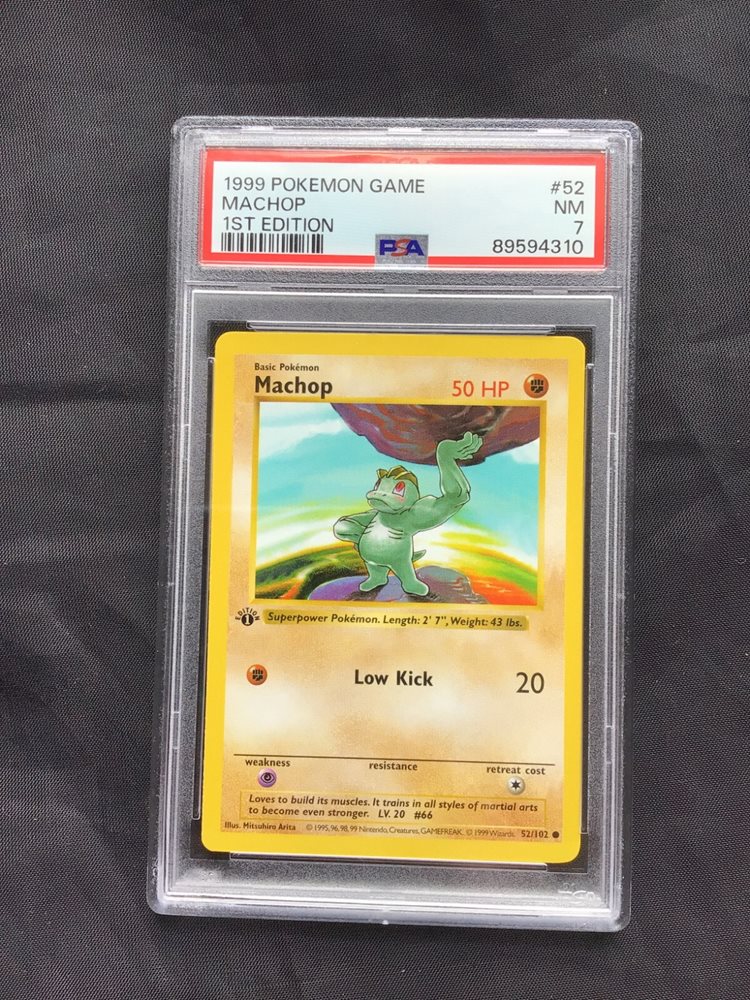 1999 POKEMON GAME #52
MACHOP NM
1ST EDITION 7
PSA 89594310
Basic Pokémon
Machop 50 HP
EDITION 1
Superpower Pokémon. Length: 2' 7", Weight: 43 lbs.
Low Kick 20
weakness resistance retreat cost
Loves to build its muscles. It trains in all styles of martial arts
to become even stronger. LV. 20 #66
Illus. Mitsuhiro Arita ©1995, 96, 98, 99 Nintendo, Creatures, GAMEFREAK. ©1999 Wizards. 52/102